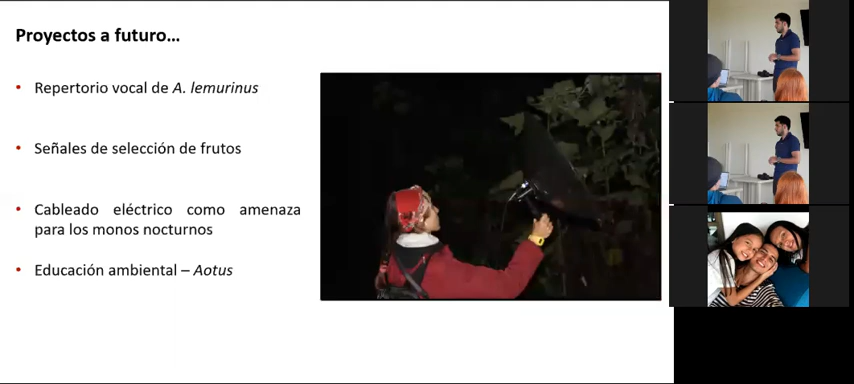 Proyectos a futuro...
• Repertorio vocal de A. lemurinus
• Señales de selección de frutos
• Cableado eléctrico como amenaza
para los monos nocturnos
• Educación ambiental – Aotus